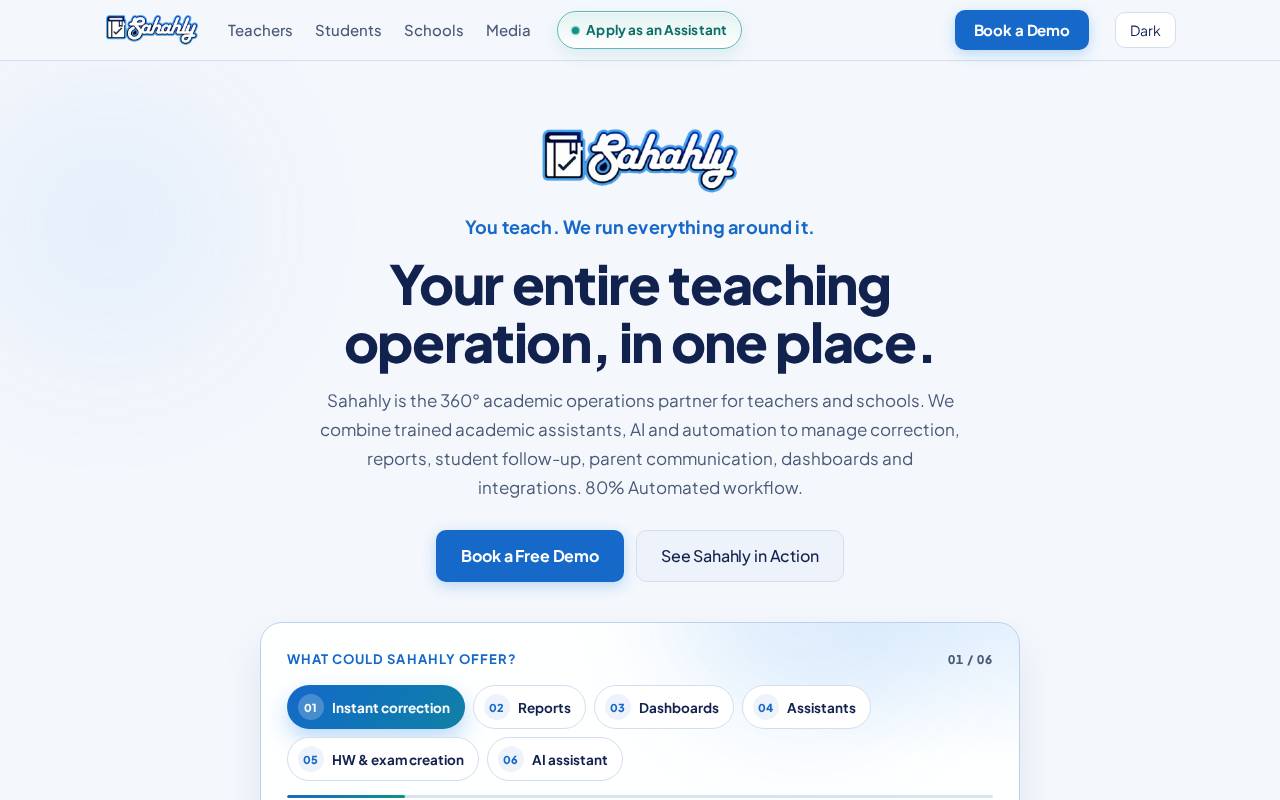 Sahahly
Teachers
Students
Schools
Media
Apply as an Assistant
Book a Demo
Dark
Sahahly
You teach. We run everything around it.
Your entire teaching
operation, in one place.
Sahahly is the 360° academic operations partner for teachers and schools. We
combine trained academic assistants, AI and automation to manage correction,
reports, student follow-up, parent communication, dashboards and
integrations. 80% Automated workflow.
Book a Free Demo
See Sahahly in Action
WHAT COULD SAHAHLY OFFER?
01 / 06
01 Instant correction
02 Reports
03 Dashboards
04 Assistants
05 HW & exam creation
06 AI assistant